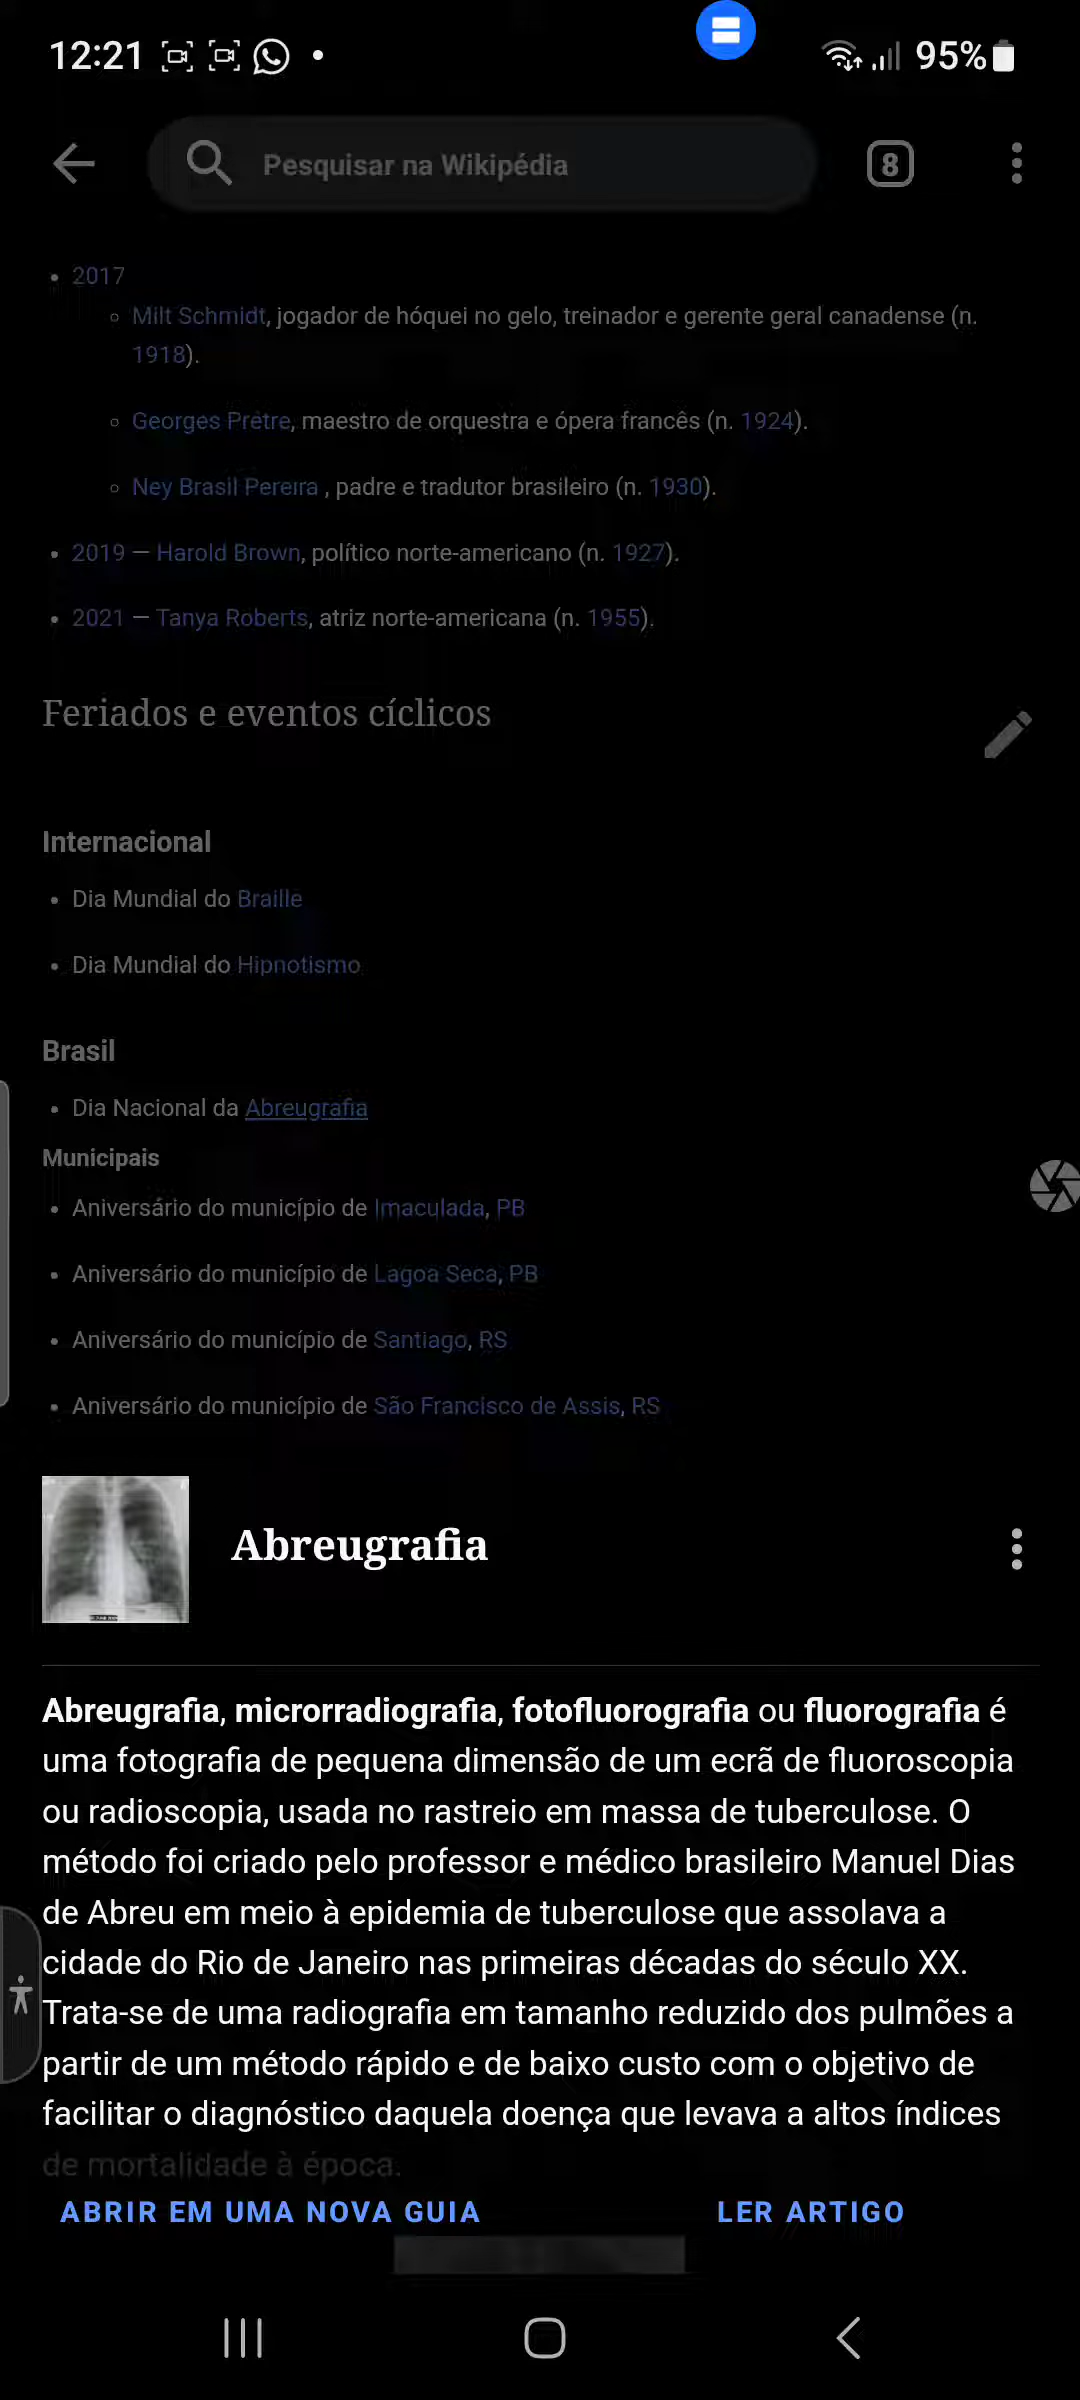 12:21
95%
Pesquisar na Wikipédia
8
• 2017
Milt Schmidt, jogador de hóquei no gelo, treinador e gerente geral canadense (n.
1918).
Georges Prêtre, maestro de orquestra e ópera francês (n. 1924).
Ney Brasil Pereira , padre e tradutor brasileiro (n. 1930).
• 2019 — Harold Brown, político norte-americano (n. 1927).
• 2021 — Tanya Roberts, atriz norte-americana (n. 1955).
Feriados e eventos cíclicos
Internacional
• Dia Mundial do Braille
• Dia Mundial do Hipnotismo
Brasil
• Dia Nacional da Abreugrafia
Municipais
• Aniversário do município de Imaculada, PB
• Aniversário do município de Lagoa Seca, PB
• Aniversário do município de Santiago, RS
• Aniversário do município de São Francisco de Assis, RS
Abreugrafia
Abreugrafia, microrradiografia, fotofluorografia ou fluorografia é
uma fotografia de pequena dimensão de um ecrã de fluoroscopia
ou radioscopia, usada no rastreio em massa de tuberculose. O
método foi criado pelo professor e médico brasileiro Manuel Dias
de Abreu em meio à epidemia de tuberculose que assolava a
cidade do Rio de Janeiro nas primeiras décadas do século XX.
Trata-se de uma radiografia em tamanho reduzido dos pulmões a
partir de um método rápido e de baixo custo com o objetivo de
facilitar o diagnóstico daquela doença que levava a altos índices
de mortalidade à época.
ABRIR EM UMA NOVA GUIA
LER ARTIGO